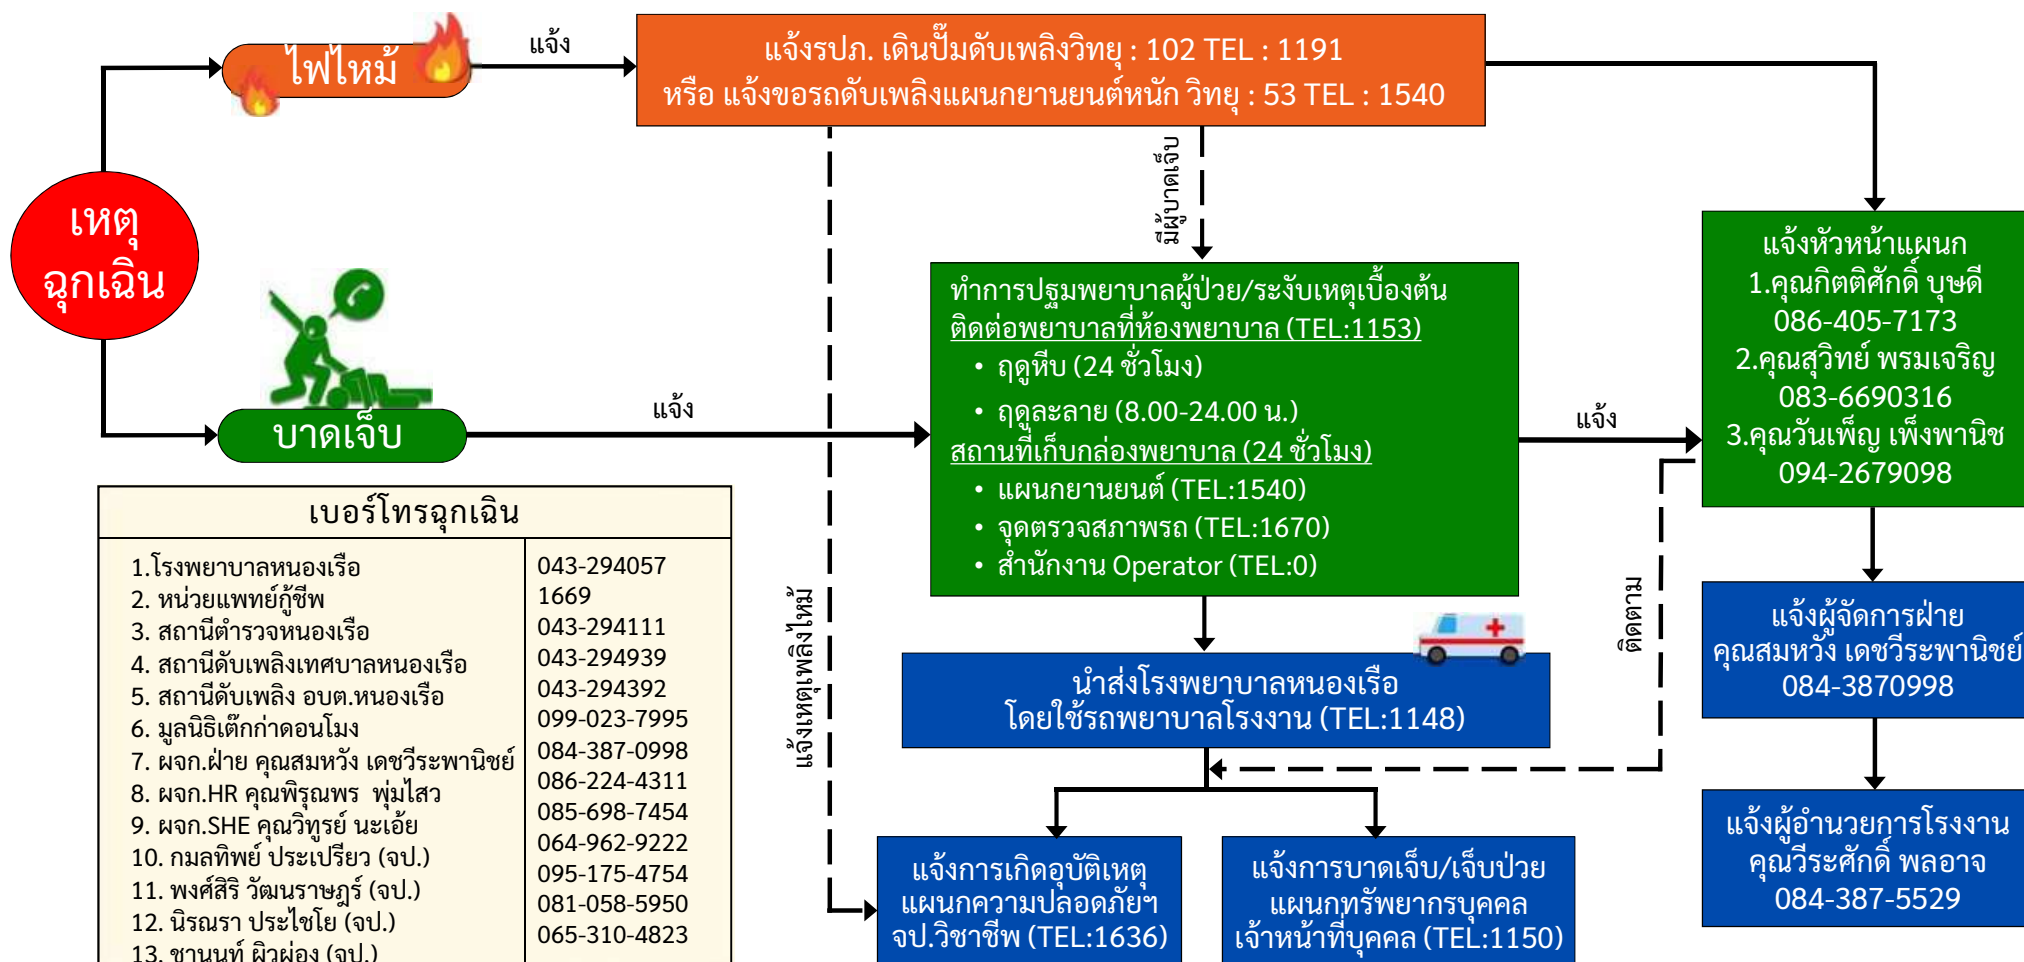 ไฟไหม้
แจ้ง
แจ้งรปภ. เดินปั๊มดับเพลิงวิทยุ : 102 TEL : 1191
หรือ แจ้งขอรถดับเพลิงแผนกยานยนต์หนัก วิทยุ : 53 TEL : 1540
เหตุ
ฉุกเฉิน
มีผู้บาดเจ็บ
บาดเจ็บ
แจ้ง
ทำการปฐมพยาบาลผู้ป่วย/ระงับเหตุเบื้องต้น
ติดต่อพยาบาลที่ห้องพยาบาล (TEL:1153)
• ฤดูหีบ (24 ชั่วโมง)
• ฤดูละลาย (8.00-24.00 น.)
สถานที่เก็บกล่องพยาบาล (24 ชั่วโมง)
• แผนกยานยนต์ (TEL:1540)
• จุดตรวจสภาพรถ (TEL:1670)
• สำนักงาน Operator (TEL:0)
แจ้ง
แจ้งหัวหน้าแผนก
1.คุณกิตติศักดิ์ บุษดี
086-405-7173
2.คุณสุวิทย์ พรมเจริญ
083-6690316
3.คุณวันเพ็ญ เพ็งพานิช
094-2679098
ติดตาม
แจ้งเหตุเพลิงไหม้
เบอร์โทรฉุกเฉิน
1.โรงพยาบาลหนองเรือ 043-294057
2. หน่วยแพทย์กู้ชีพ 1669
3. สถานีตำรวจหนองเรือ 043-294111
4. สถานีดับเพลิงเทศบาลหนองเรือ 043-294939
5. สถานีดับเพลิง อบต.หนองเรือ 043-294392
6. มูลนิธิเต๊กก่าดอนโมง 099-023-7995
7. ผจก.ฝ่าย คุณสมหวัง เดชวีระพานิชย์ 084-387-0998
8. ผจก.HR คุณพิรุณพร พุ่มไสว 086-224-4311
9. ผจก.SHE คุณวิทูรย์ นะเอ้ย 085-698-7454
10. กมลทิพย์ ประเปรียว (จป.) 064-962-9222
11. พงศ์สิริ วัฒนราษฎร์ (จป.) 095-175-4754
12. นิรณรา ประไชโย (จป.) 081-058-5950
13. ชานนท์ ผิวผ่อง (จป.) 065-310-4823
นำส่งโรงพยาบาลหนองเรือ
โดยใช้รถพยาบาลโรงงาน (TEL:1148)
แจ้งการเกิดอุบัติเหตุ
แผนกความปลอดภัยฯ
จป.วิชาชีพ (TEL:1636)
แจ้งการบาดเจ็บ/เจ็บป่วย
แผนกทรัพยากรบุคคล
เจ้าหน้าที่บุคคล (TEL:1150)
แจ้งผู้จัดการฝ่าย
คุณสมหวัง เดชวีระพานิชย์
084-3870998
แจ้งผู้อำนวยการโรงงาน
คุณวีระศักดิ์ พลอาจ
084-387-5529